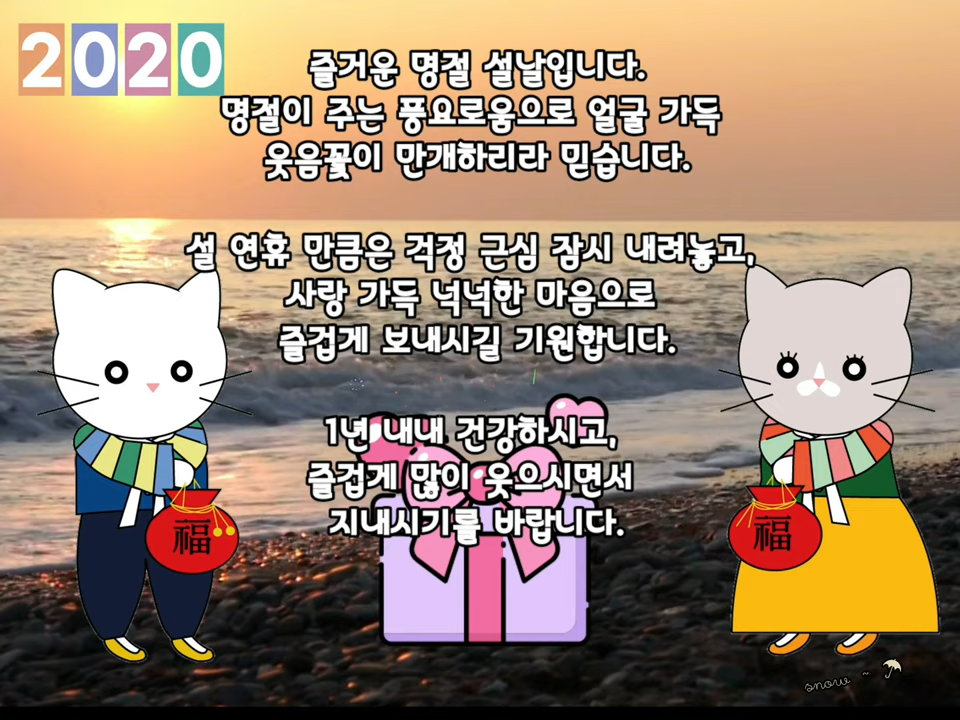 2020
즐거운 명절 설날입니다.
명절이 주는 풍요로움으로 얼굴 가득
웃음꽃이 만개하리라 믿습니다.
설 연휴 만큼은 걱정 근심 잠시 내려놓고,
사랑 가득 넉넉한 마음으로
즐겁게 보내시길 기원합니다.
1년 내내 건강하시고,
즐겁게 많이 웃으시면서
지내시기를 바랍니다.
福
福
snow ~